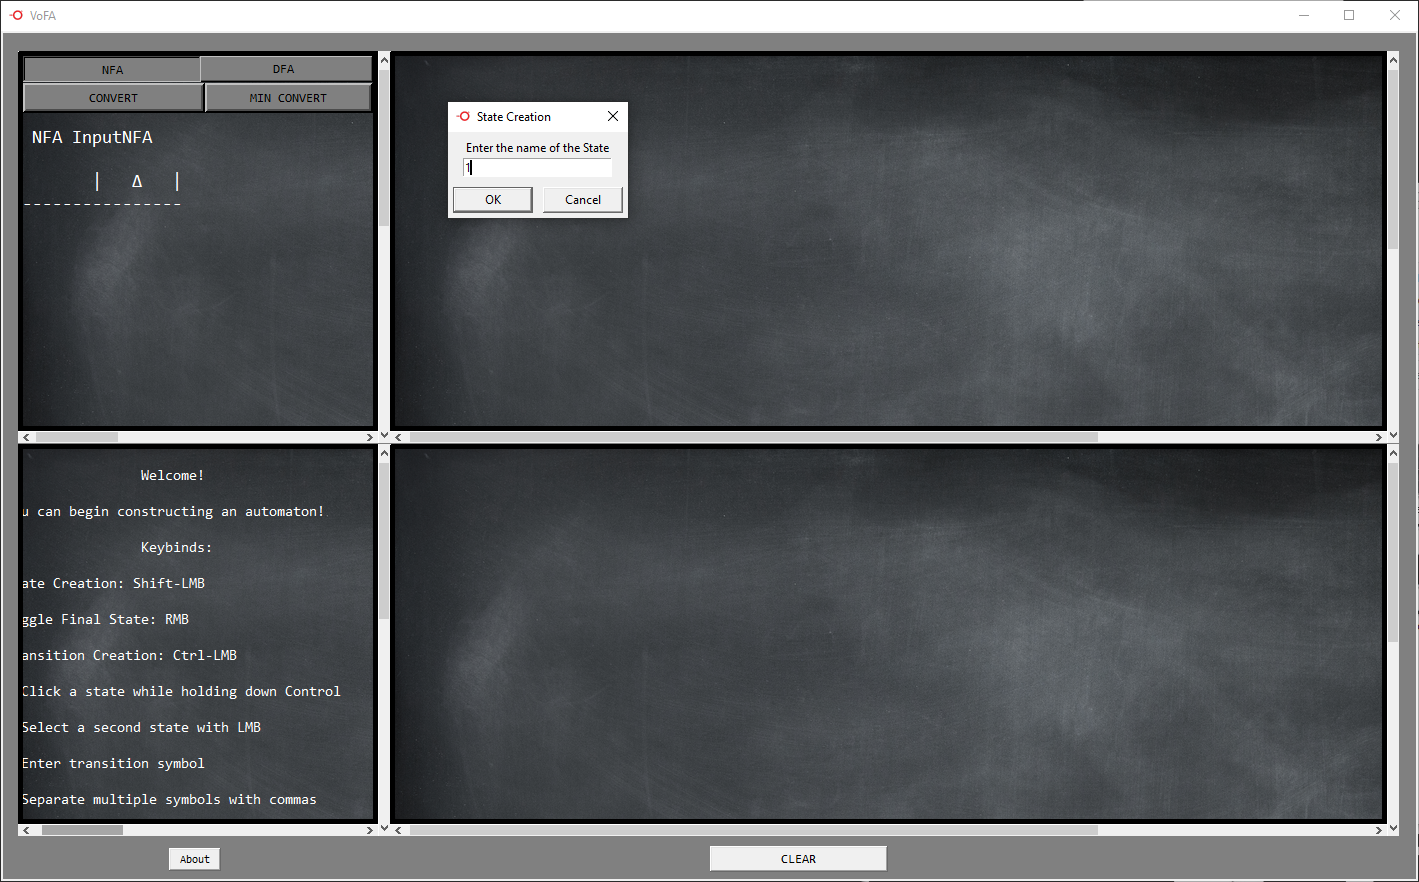 VoFA
NFA DFA
CONVERT MIN CONVERT
NFA InputNFA
| Δ |
----------------
State Creation
Enter the name of the State
1
OK Cancel
Welcome!
u can begin constructing an automaton!
Keybinds:
ate Creation: Shift-LMB
ggle Final State: RMB
ansition Creation: Ctrl-LMB
Click a state while holding down Control
Select a second state with LMB
Enter transition symbol
Separate multiple symbols with commas
About
CLEAR